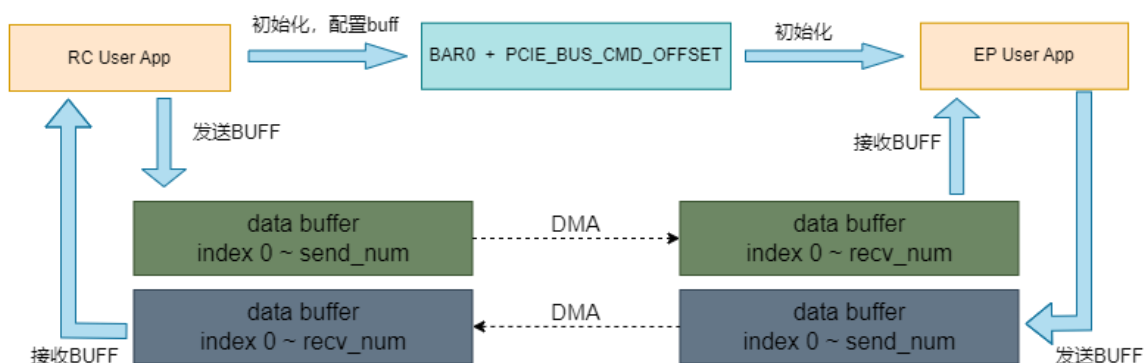 初始化，配置buff
初始化
RC User App
BAR0 + PCIE_BUS_CMD_OFFSET
EP User App
发送BUFF
接收BUFF
data buffer
index 0 ~ send_num
DMA
data buffer
index 0 ~ recv_num
data buffer
index 0 ~ recv_num
DMA
data buffer
index 0 ~ send_num
接收BUFF
发送BUFF